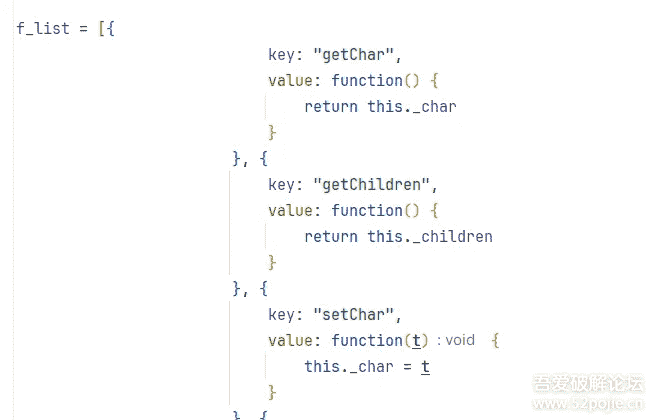 f_list = [{
key: "getChar",
value: function() {
return this._char
}
}, {
key: "getChildren",
value: function() {
return this._children
}
}, {
key: "setChar",
value: function(t) : void {
this._char = t
}
}, {
吾爱破解论坛
www.52pojie.cn